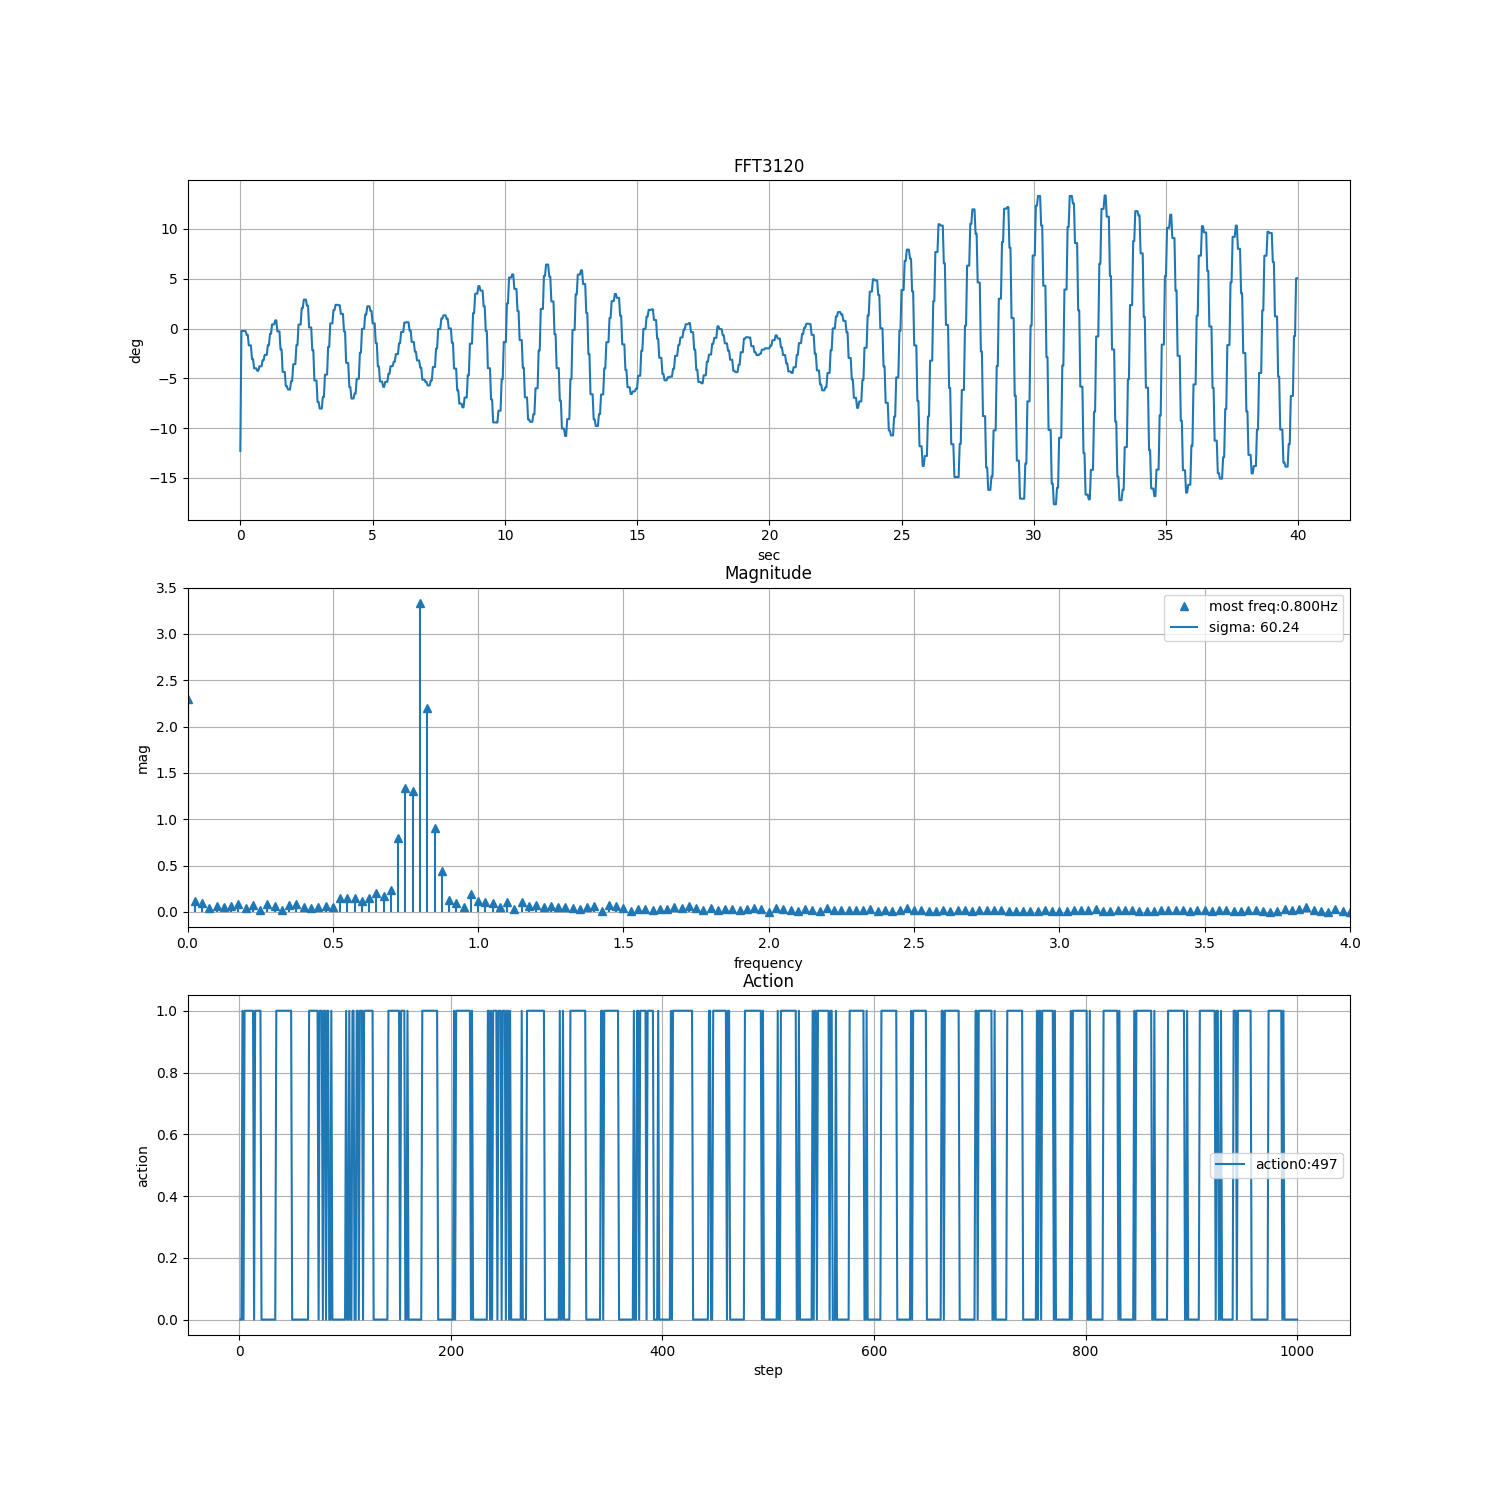 FFT3120
10
5
0
−5
−10
−15
deg
0 5 10 15 20 25 30 35 40
sec
Magnitude
3.5
3.0
2.5
2.0
1.5
1.0
0.5
0.0
mag
most freq:0.800Hz
sigma: 60.24
0.0 0.5 1.0 1.5 2.0 2.5 3.0 3.5 4.0
frequency
Action
1.0
0.8
0.6
0.4
0.2
0.0
action
action0:497
0 200 400 600 800 1000
step